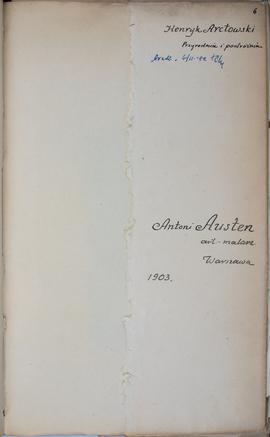 6
Henryk Arctowski
Przyrodnik i podróżnik
Antoni Austen
art-malarz
Warszawa
1903.